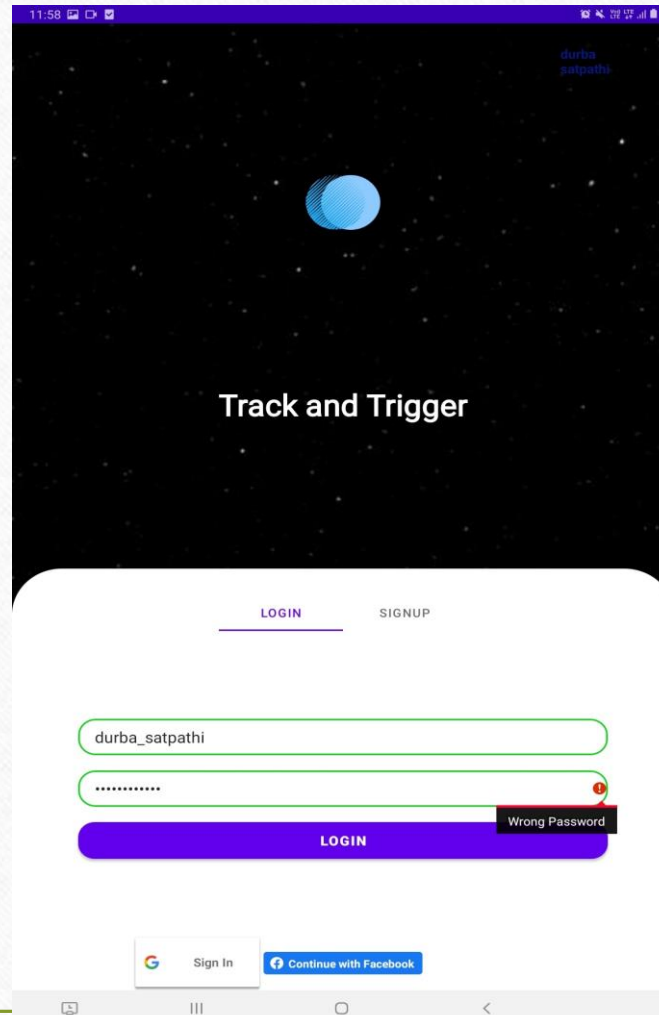 11:58
durba
satpathi
Track and Trigger
LOGIN SIGNUP
durba_satpathi
••••••••••••
Wrong Password
LOGIN
Sign In
Continue with Facebook